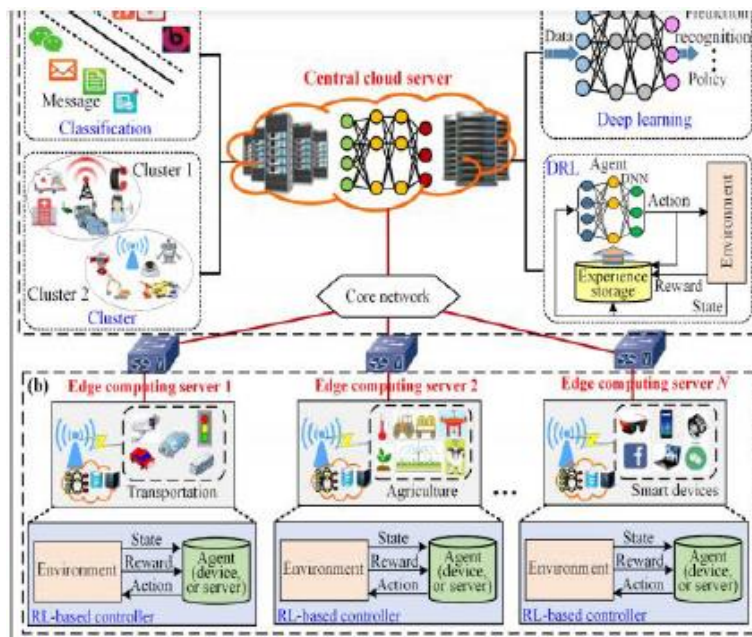 Message
Classification
Central cloud server
Data
Prediction
recognition
Policy
Deep learning
Cluster 1
Cluster 2
Cluster
DRL
Agent
DNN
Action
Environment
Experience
storage
Reward
State
Core network
(b)
Edge computing server 1
Edge computing server 2
Edge computing server N
Transportation
Agriculture
...
Smart devices
Environment
State
Reward
Action
Agent
(device,
or server)
RL-based controller
Environment
State
Reward
Action
Agent
(device,
or server)
RL-based controller
Environment
State
Reward
Action
Agent
(device,
or server)
RL-based controller